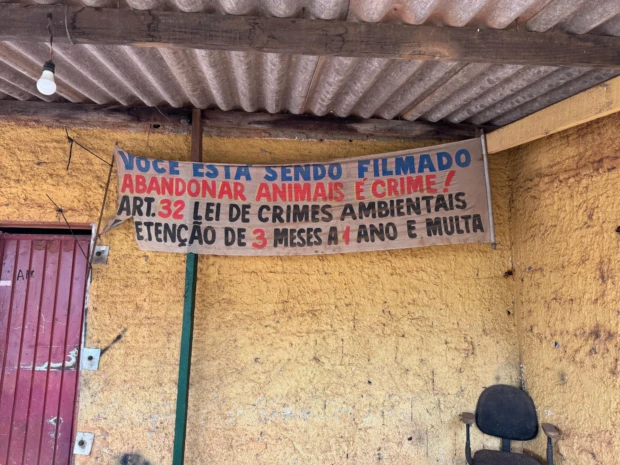 VOCE ESTÁ SENDO FILMADO
ABANDONAR ANIMAIS É CRIME!
ART. 32 LEI DE CRIMES AMBIENTAIS
ETENÇÃO DE 3 MESES A 1 ANO E MULTA